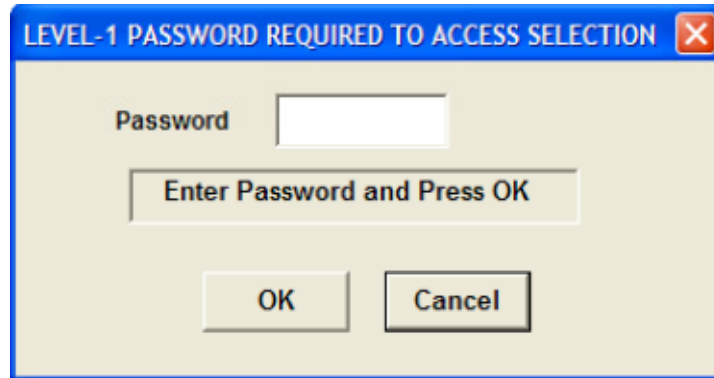 LEVEL-1 PASSWORD REQUIRED TO ACCESS SELECTION
Password
Enter Password and Press OK
OK Cancel